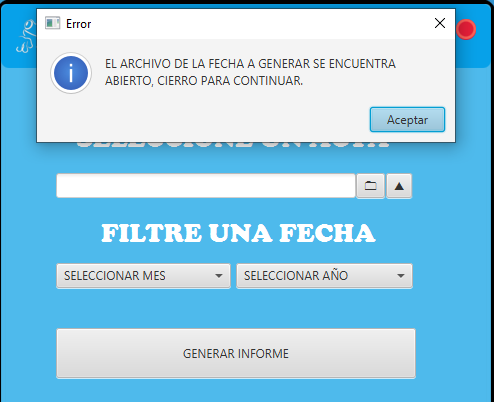 Error
EL ARCHIVO DE LA FECHA A GENERAR SE ENCUENTRA
ABIERTO, CIERRO PARA CONTINUAR.
Aceptar
FILTRE UNA FECHA
SELECCIONAR MES
SELECCIONAR AÑO
GENERAR INFORME